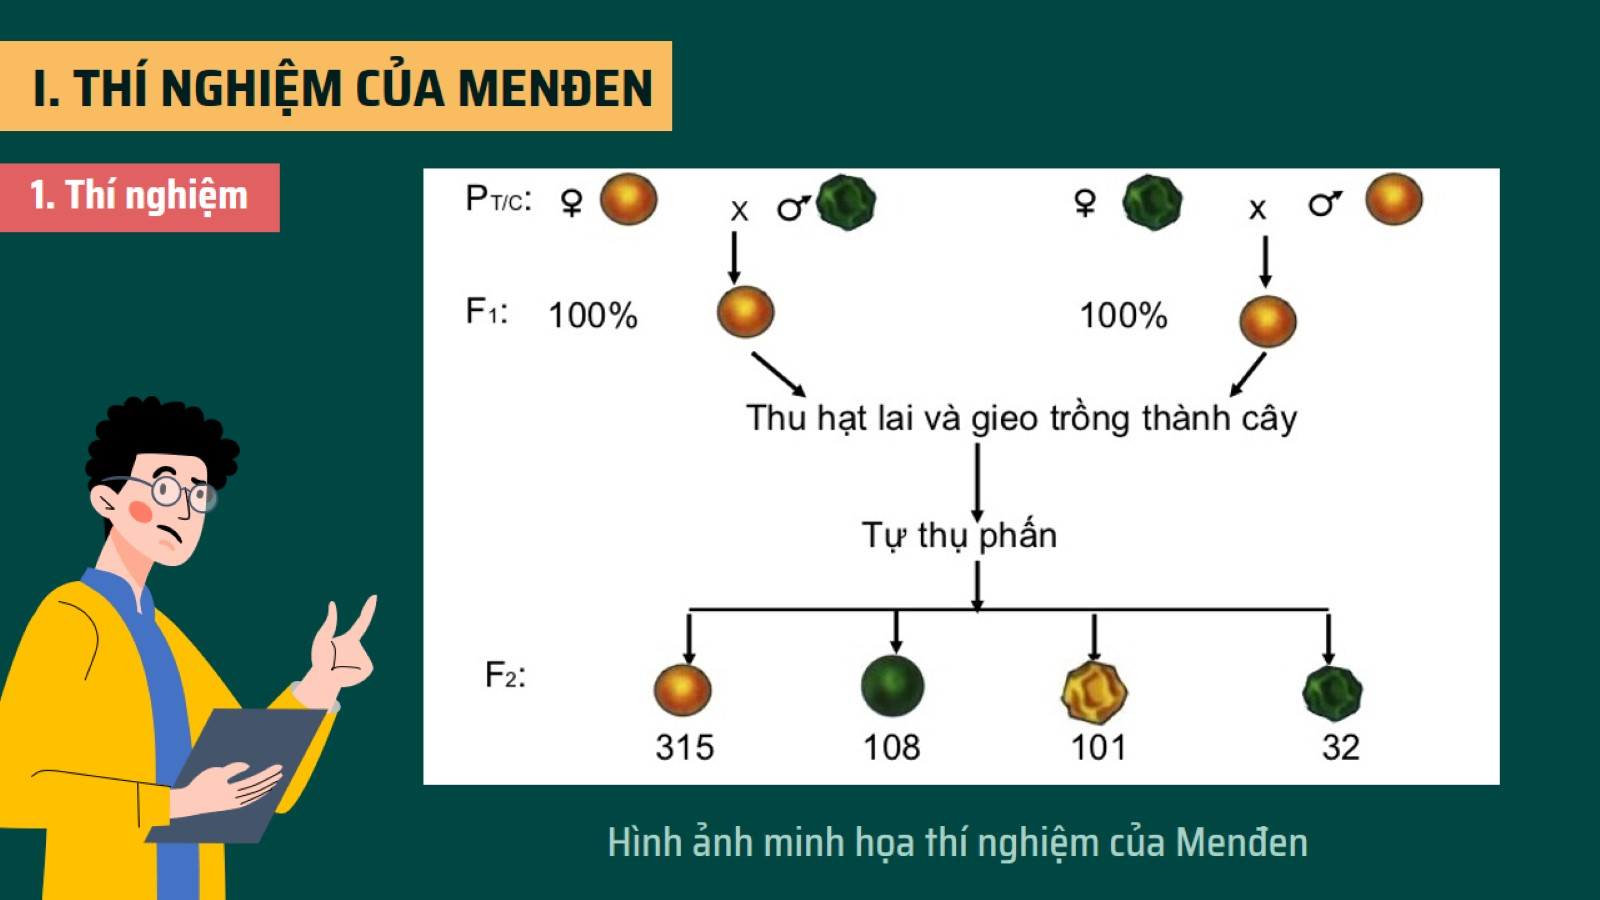 I. THÍ NGHIỆM CỦA MENĐEN
1. Thí nghiệm
PT/C: ♀ x ♂ ♀ x ♂
F1: 100% 100%
Thu hạt lai và gieo trồng thành cây
Tự thụ phấn
F2:
315 108 101 32
Hình ảnh minh họa thí nghiệm của Menđen